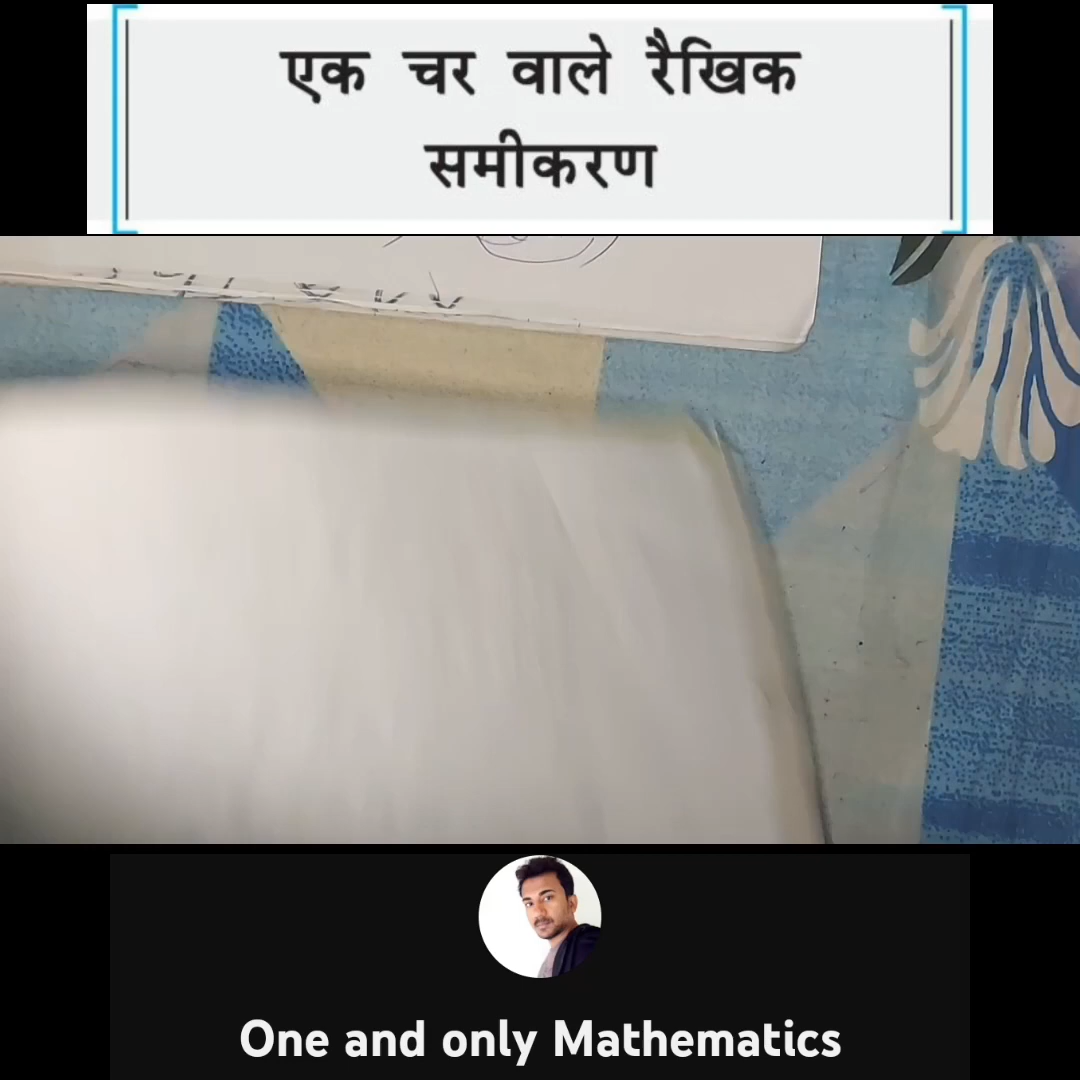 एक चर वाले रैखिक
समीकरण
One and only Mathematics